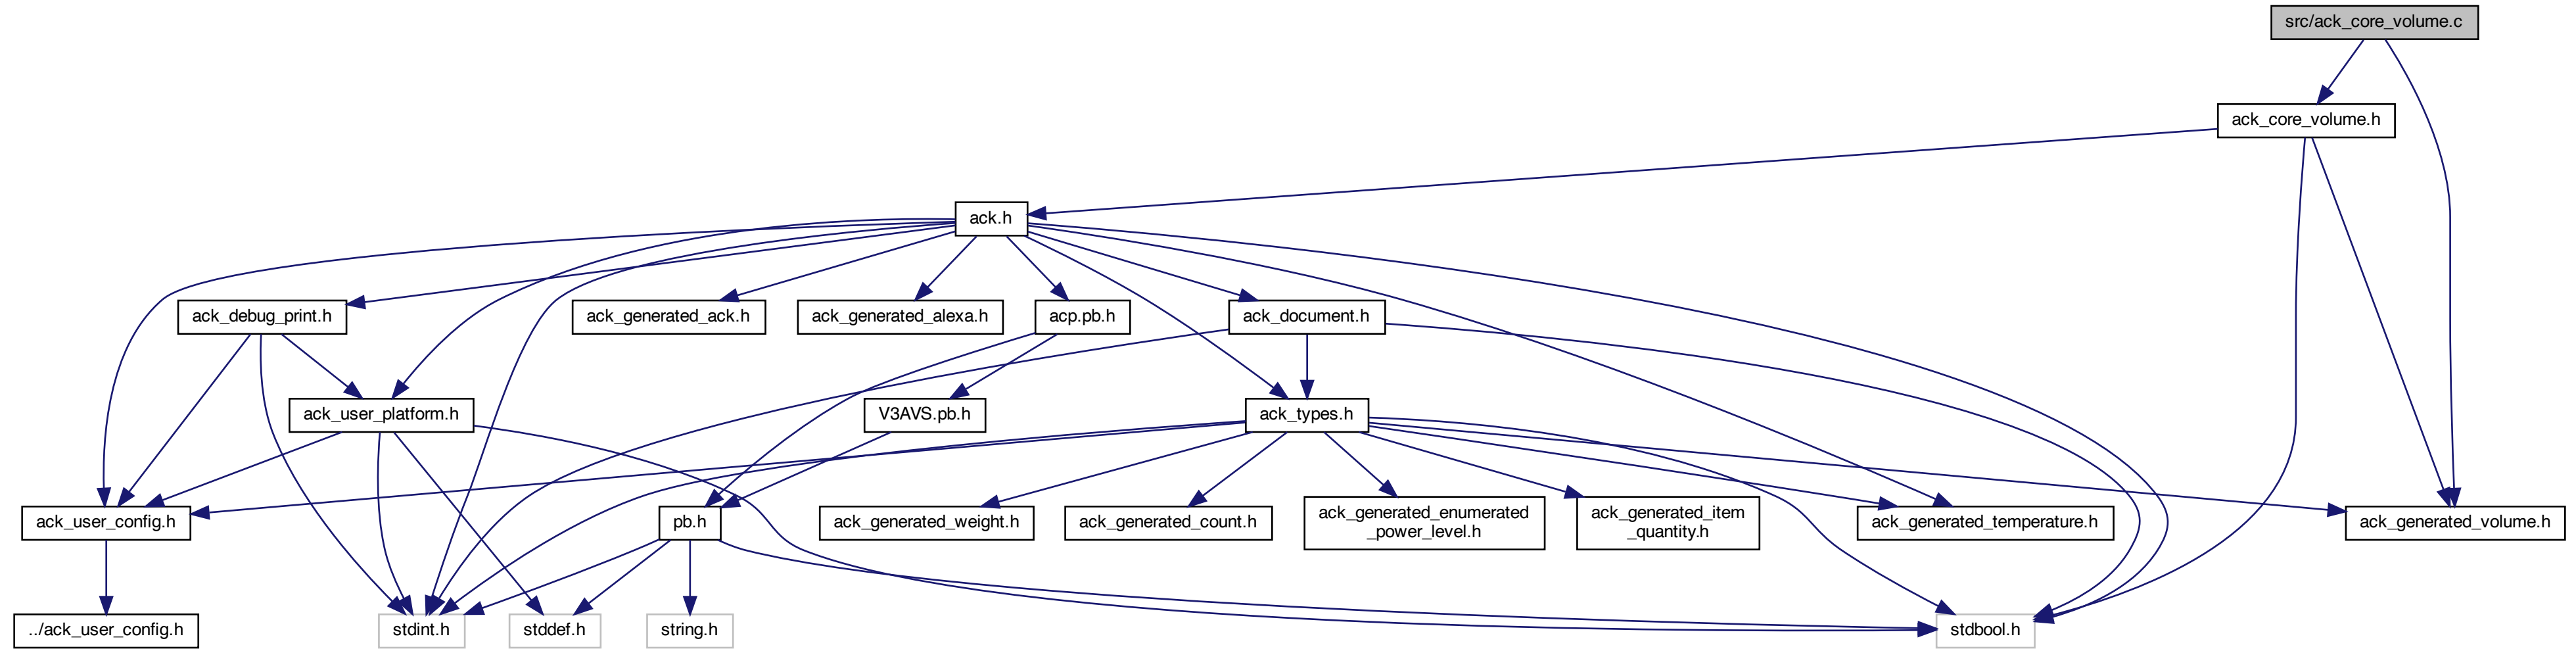 src/ack_core_volume.c
ack_core_volume.h
ack.h
ack_debug_print.h
ack_generated_ack.h
ack_generated_alexa.h
acp.pb.h
ack_document.h
ack_user_platform.h
V3AVS.pb.h
ack_types.h
ack_user_config.h
pb.h
ack_generated_weight.h
ack_generated_count.h
ack_generated_enumerated
_power_level.h
ack_generated_item
_quantity.h
ack_generated_temperature.h
ack_generated_volume.h
../ack_user_config.h
stdint.h
stddef.h
string.h
stdbool.h